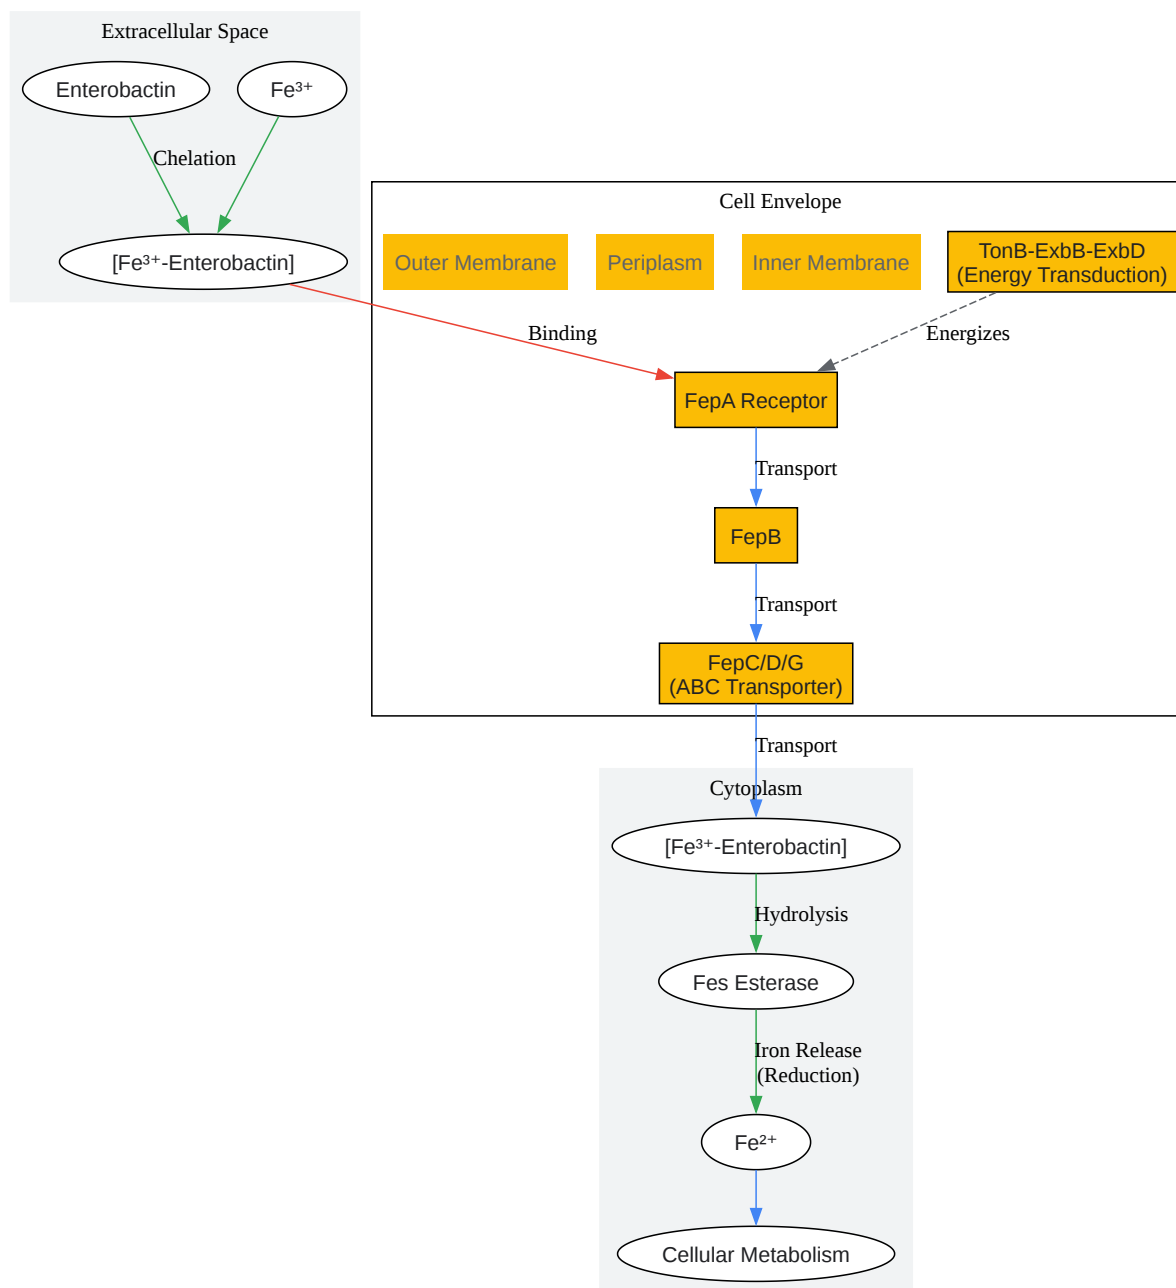 Extracellular Space
Enterobactin
Fe³⁺
Chelation
[Fe³⁺-Enterobactin]
Cell Envelope
Outer Membrane
Periplasm
Inner Membrane
TonB-ExbB-ExbD
(Energy Transduction)
Binding
Energizes
FepA Receptor
Transport
FepB
Transport
FepC/D/G
(ABC Transporter)
Transport
Cytoplasm
[Fe³⁺-Enterobactin]
Hydrolysis
Fes Esterase
Iron Release
(Reduction)
Fe²⁺
Cellular Metabolism